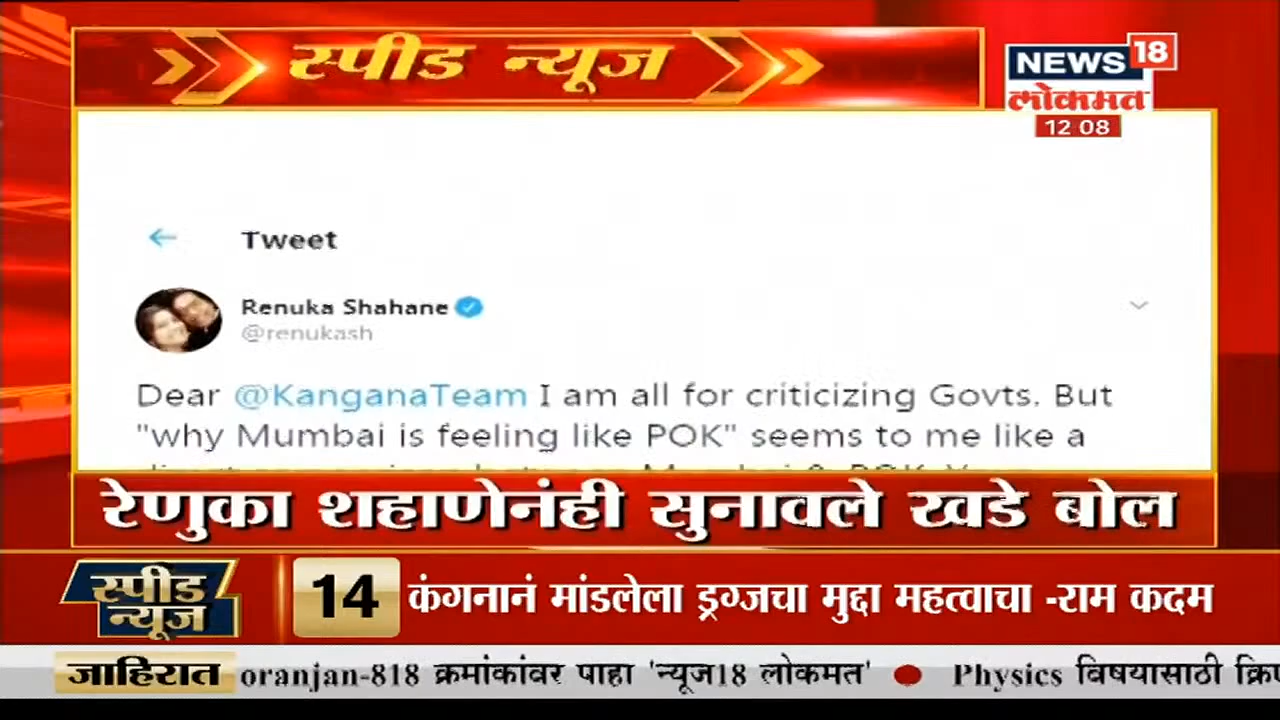 स्पीड न्यूज
NEWS 18
लोकमत
12:08
Tweet
Renuka Shahane
@renukash
Dear @KanganaTeam I am all for criticizing Govts. But
"why Mumbai is feeling like POK" seems to me like a
रेणुका शहाणेनंही सुनावले खडे बोल
स्पीड न्यूज
14 कंगनानं मांडलेला ड्रग्जचा मुद्दा महत्वाचा -राम कदम
जाहिरात oranjan-818 क्रमांकांवर पाहा 'न्यूज18 लोकमत' ● Physics विषयासाठी